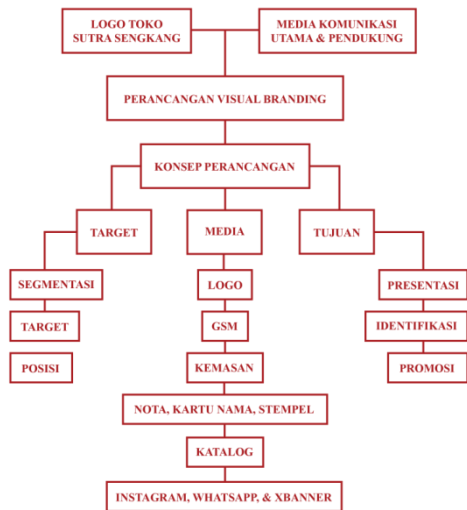 LOGO TOKO
SUTRA SENGKANG
MEDIA KOMUNIKASI
UTAMA & PENDUKUNG
PERANCANGAN VISUAL BRANDING
KONSEP PERANCANGAN
TARGET
MEDIA
TUJUAN
SEGMENTASI
LOGO
PRESENTASI
TARGET
GSM
IDENTIFIKASI
POSISI
KEMASAN
PROMOSI
NOTA, KARTU NAMA, STEMPEL
KATALOG
INSTAGRAM, WHATSAPP, & XBANNER